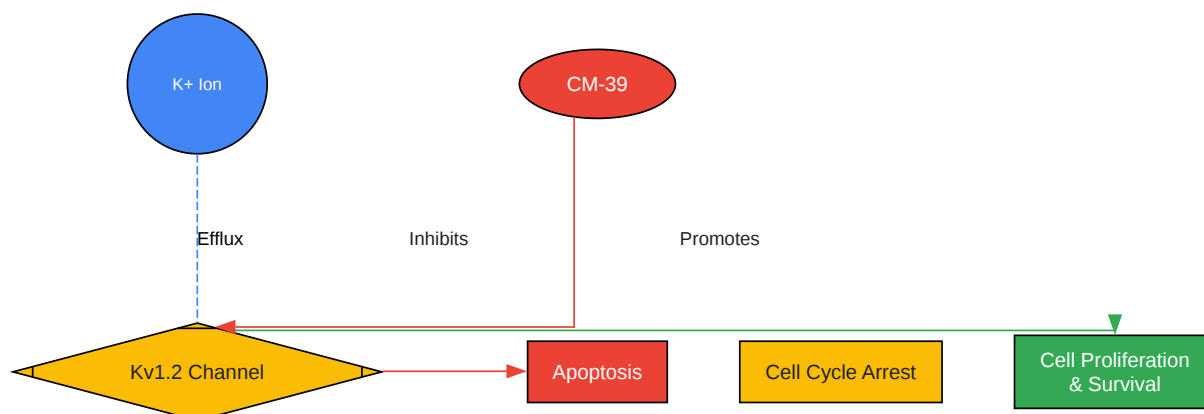 K+ Ion
CM-39
Efflux
Inhibits
Promotes
Kv1.2 Channel
Apoptosis
Cell Cycle Arrest
Cell Proliferation
& Survival